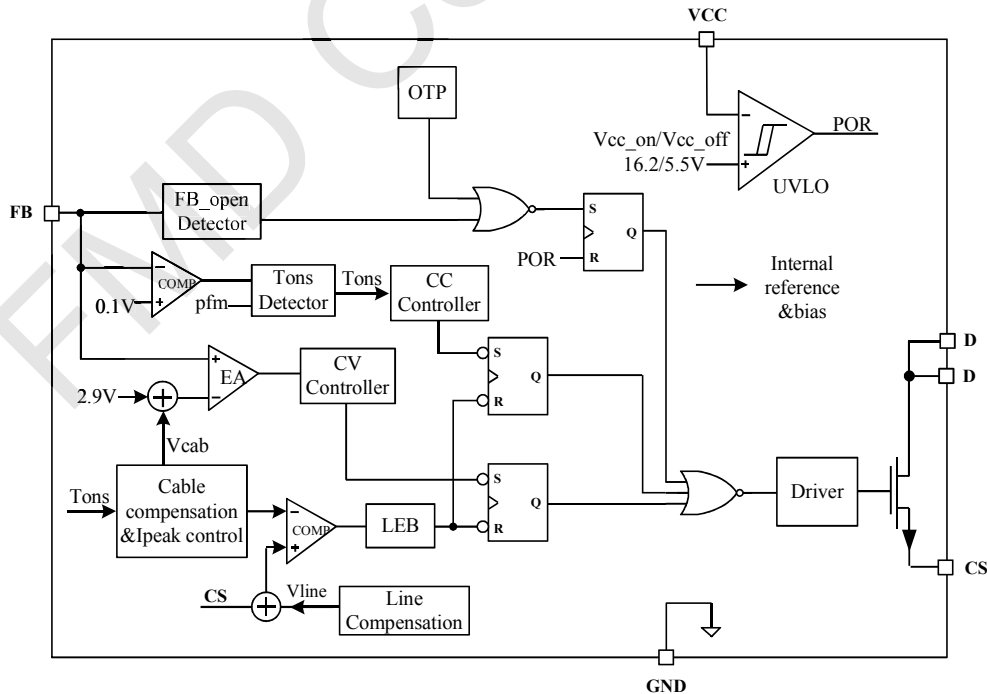 FMD Co
VCC
OTP
Vcc_on/Vcc_off
16.2/5.5V
-
+
POR
UVLO
FB
FB_open
Detector
S
Q
R
POR
Internal
reference
&bias
-
COMP
+
0.1V
pfm
Tons
Detector
Tons
CC
Controller
D
D
+
EA
-
CV
Controller
S
Q
R
2.9V
+
Vcab
Tons
Cable
compensation
&Ipeak control
-
COMP
+
LEB
S
Q
R
Driver
CS
CS
+
Vline
Line
Compensation
GND